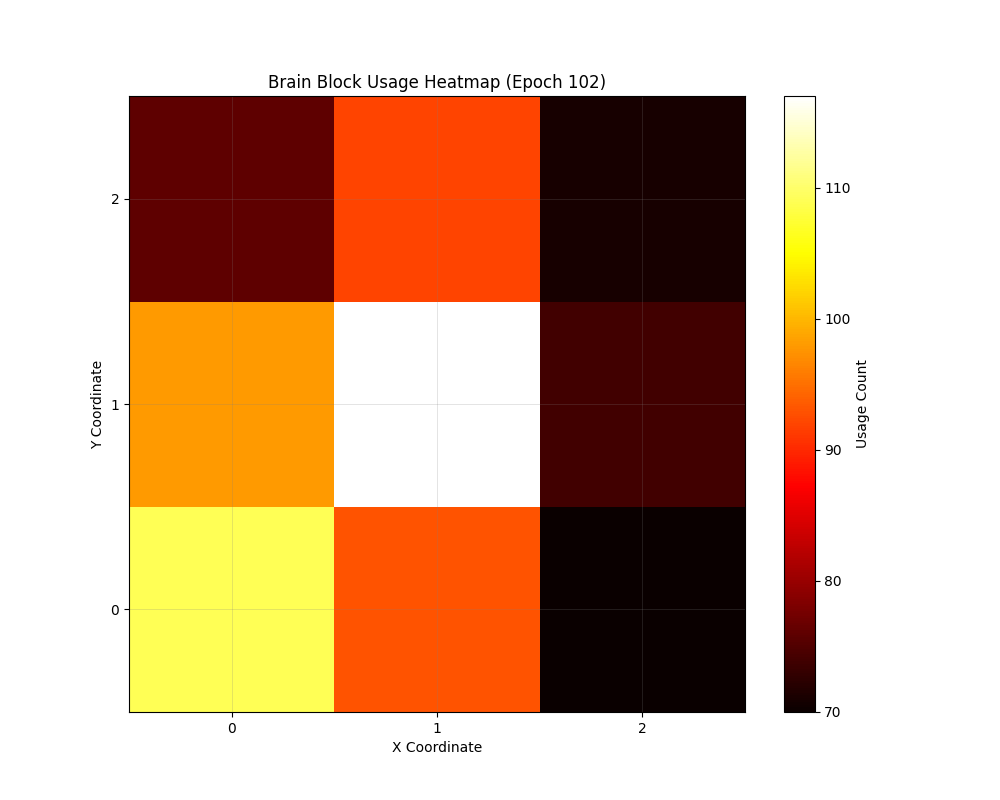 Brain Block Usage Heatmap (Epoch 102)
2
1
0
Y Coordinate
0 1 2
X Coordinate
110
100
90
80
70
Usage Count